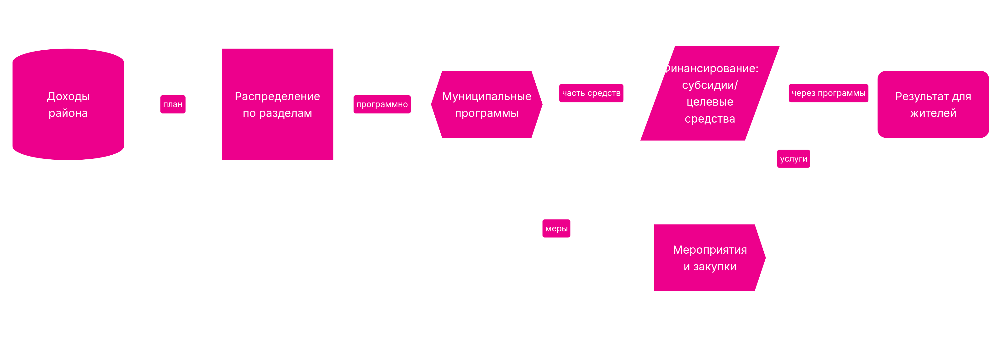 Доходы
района
план
Распределение
по разделам
программно
Муниципальные
программы
часть средств
Финансирование:
субсидии/
целевые
средства
через программы
Результат для
жителей
услуги
меры
Мероприятия
и закупки